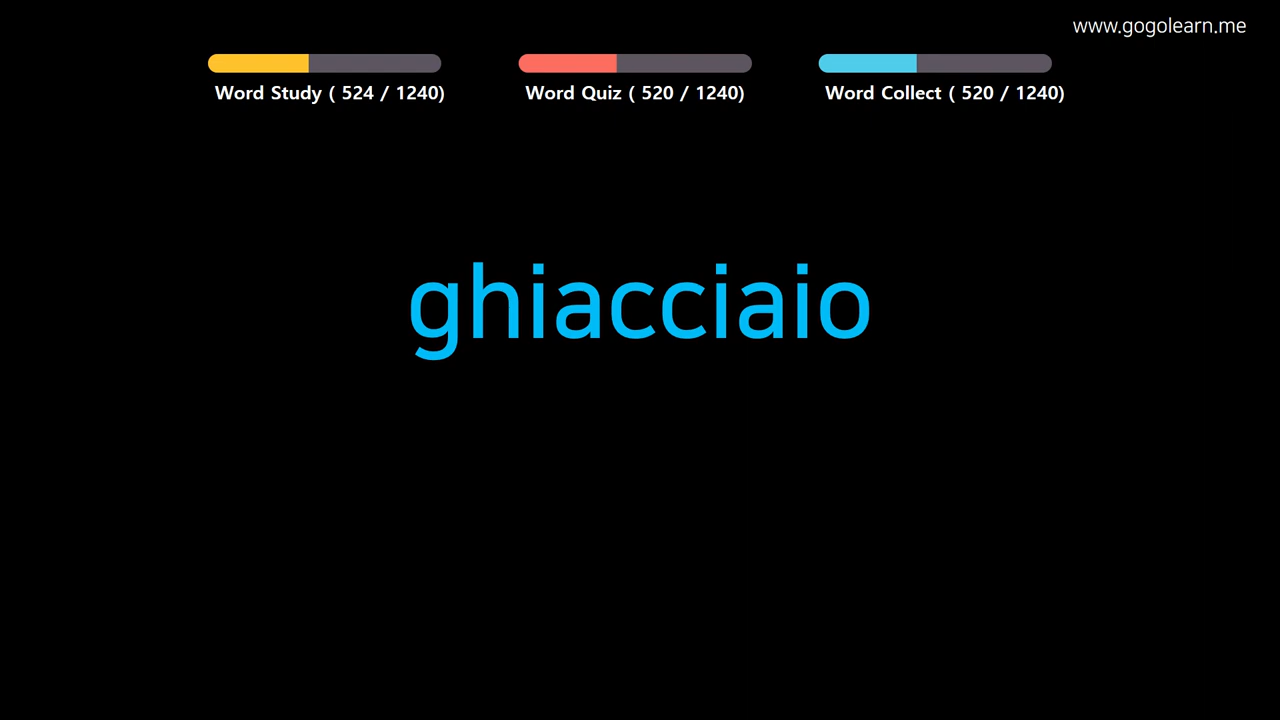 www.gogolearn.me
Word Study ( 524 / 1240)
Word Quiz ( 520 / 1240)
Word Collect ( 520 / 1240)
ghiacciaio